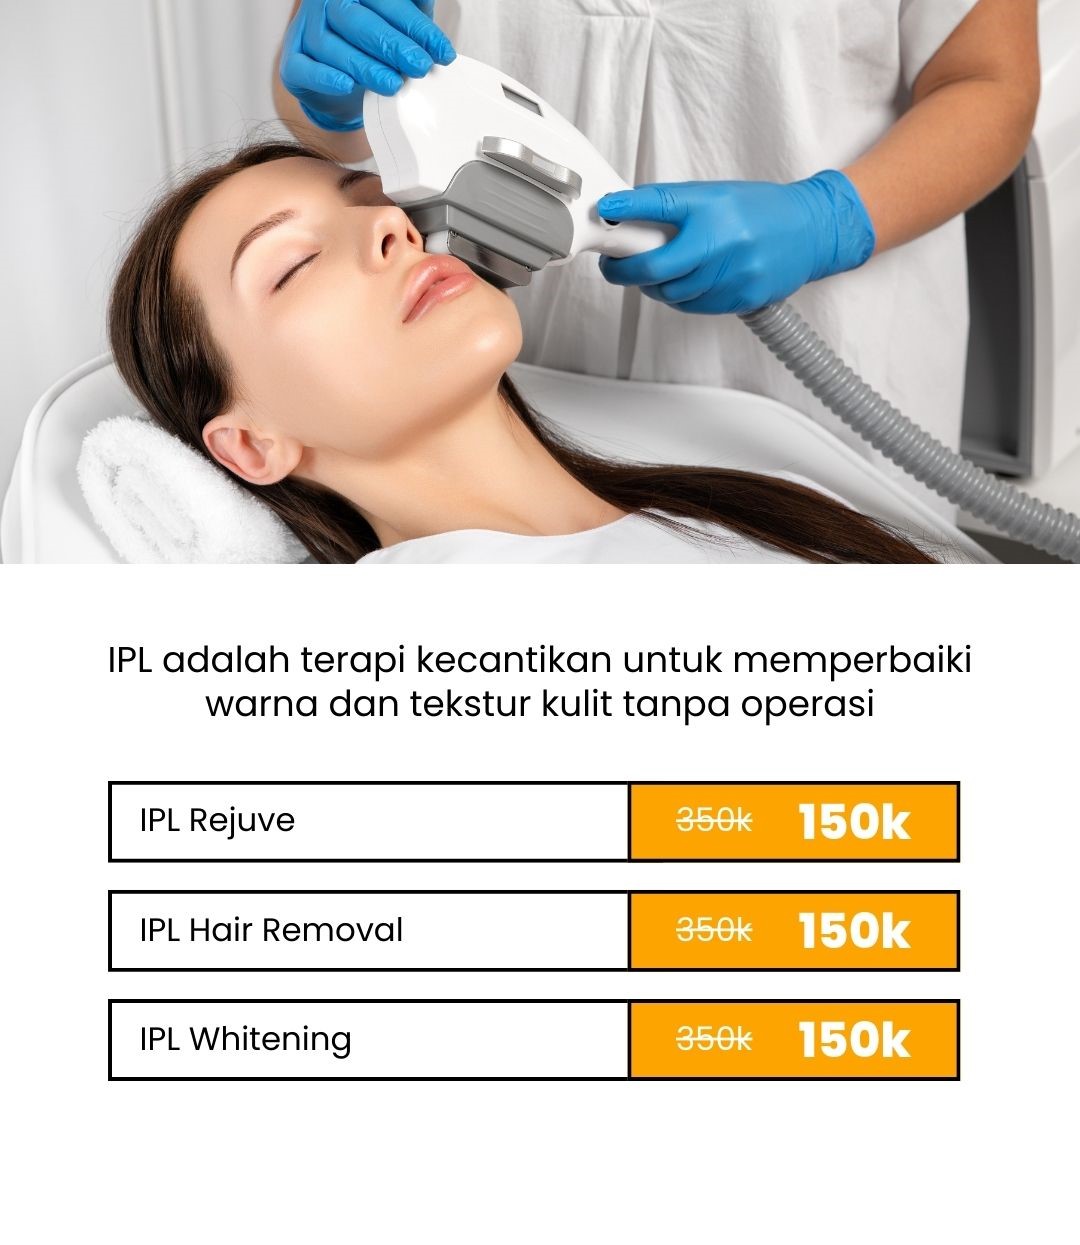 IPL adalah terapi kecantikan untuk memperbaiki
warna dan tekstur kulit tanpa operasi
IPL Rejuve 350k 150k
IPL Hair Removal 350k 150k
IPL Whitening 350k 150k